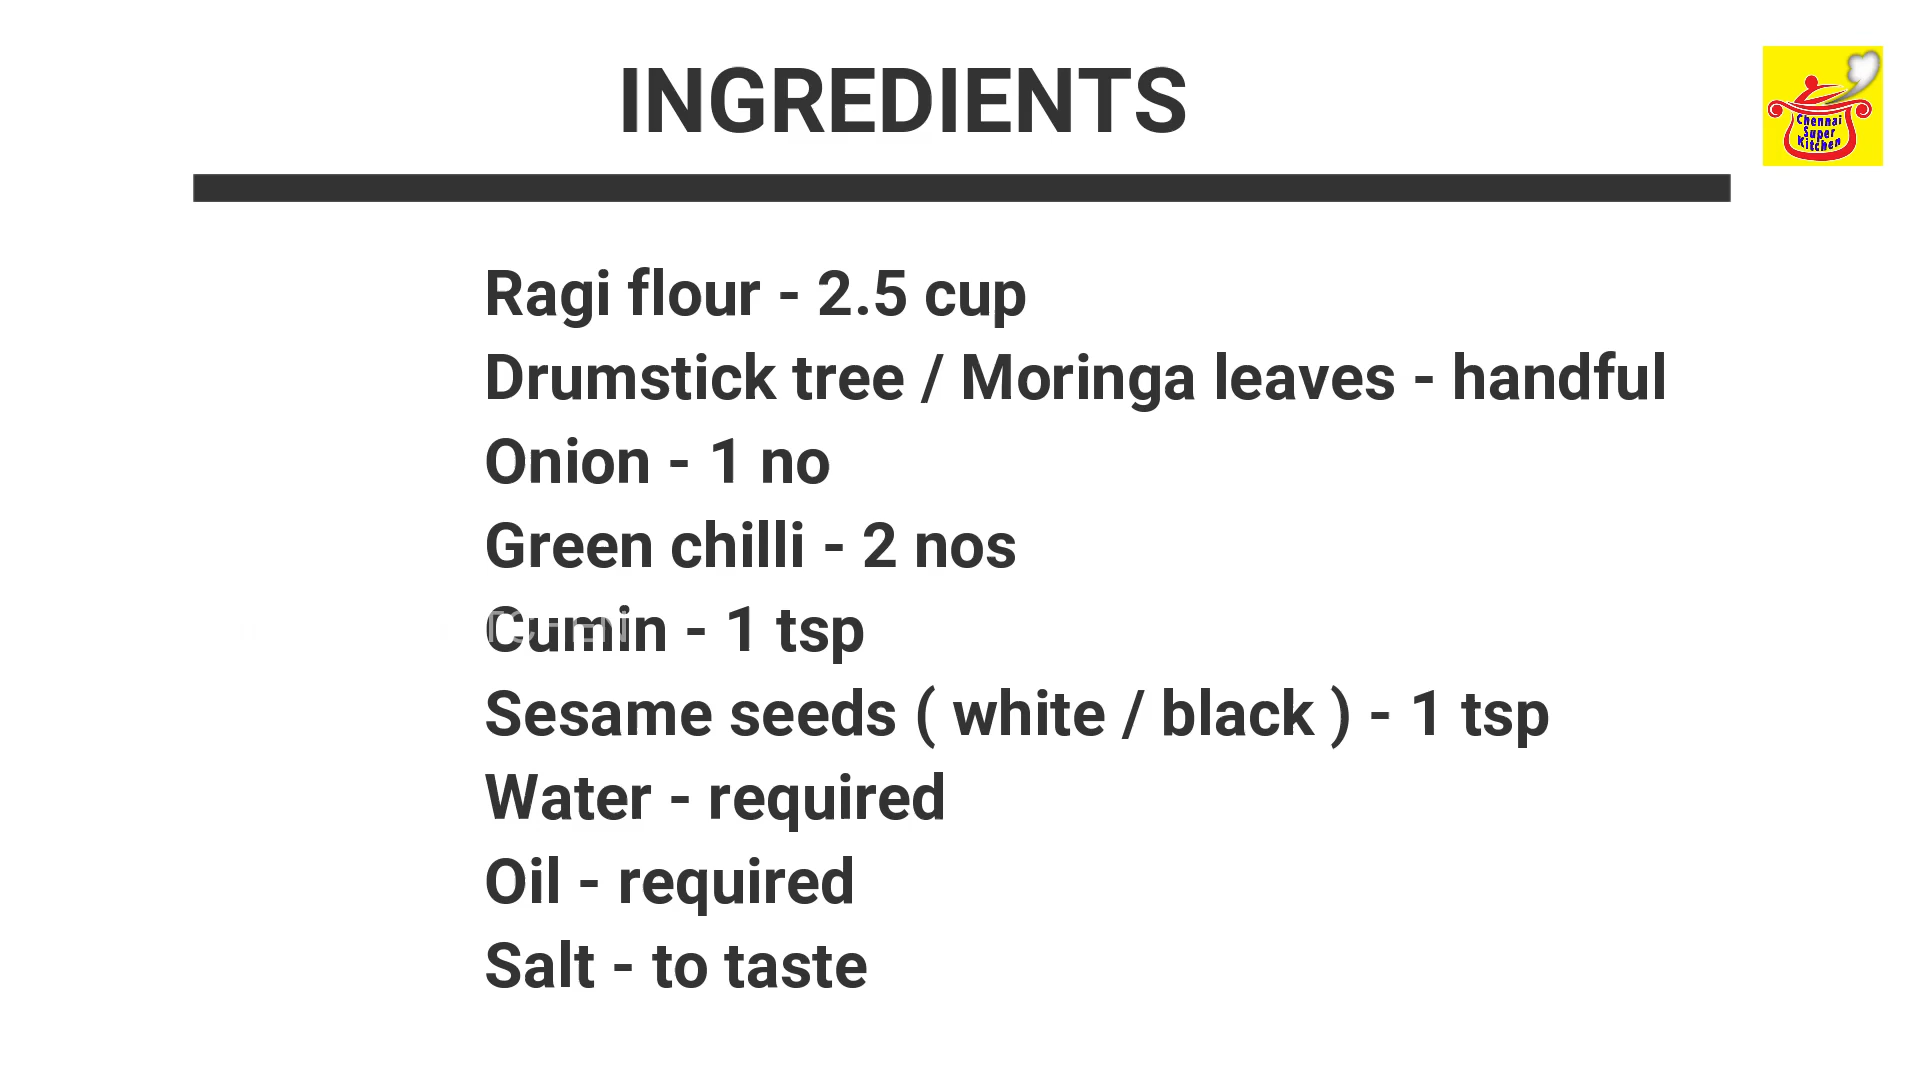 INGREDIENTS
Chennai
Super
Kitchen
Ragi flour - 2.5 cup
Drumstick tree / Moringa leaves - handful
Onion - 1 no
Green chilli - 2 nos
Cumin - 1 tsp
Sesame seeds ( white / black ) - 1 tsp
Water - required
Oil - required
Salt - to taste